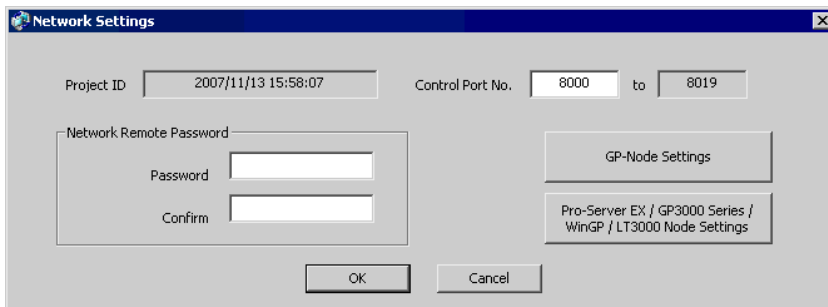 Network Settings
Project ID 2007/11/13 15:58:07 Control Port No. 8000 to 8019
Network Remote Password
Password
Confirm
GP-Node Settings
Pro-Server EX / GP3000 Series /
WinGP / LT3000 Node Settings
OK Cancel